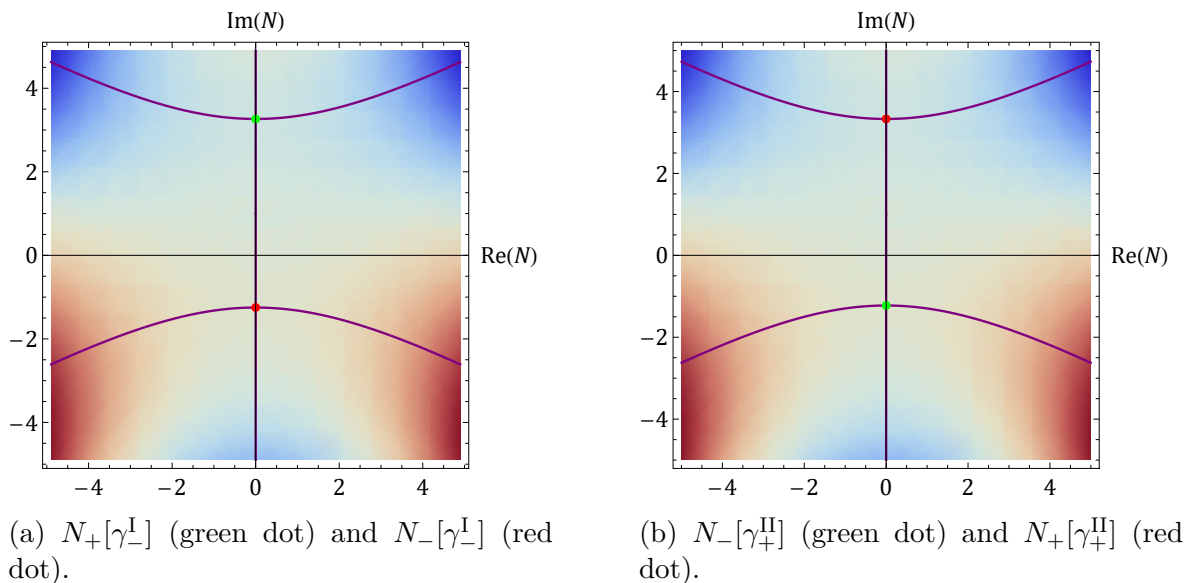 Im(N)
Im(N)
4
2
0
−2
−4
Re(N)
4
2
0
−2
−4
Re(N)
−4 −2 0 2 4
−4 −2 0 2 4
(a) N₊[γ₋ᴵ] (green dot) and N₋[γ₋ᴵ] (red
dot).
(b) N₋[γ₊ᴵᴵ] (green dot) and N₊[γ₊ᴵᴵ] (red
dot).